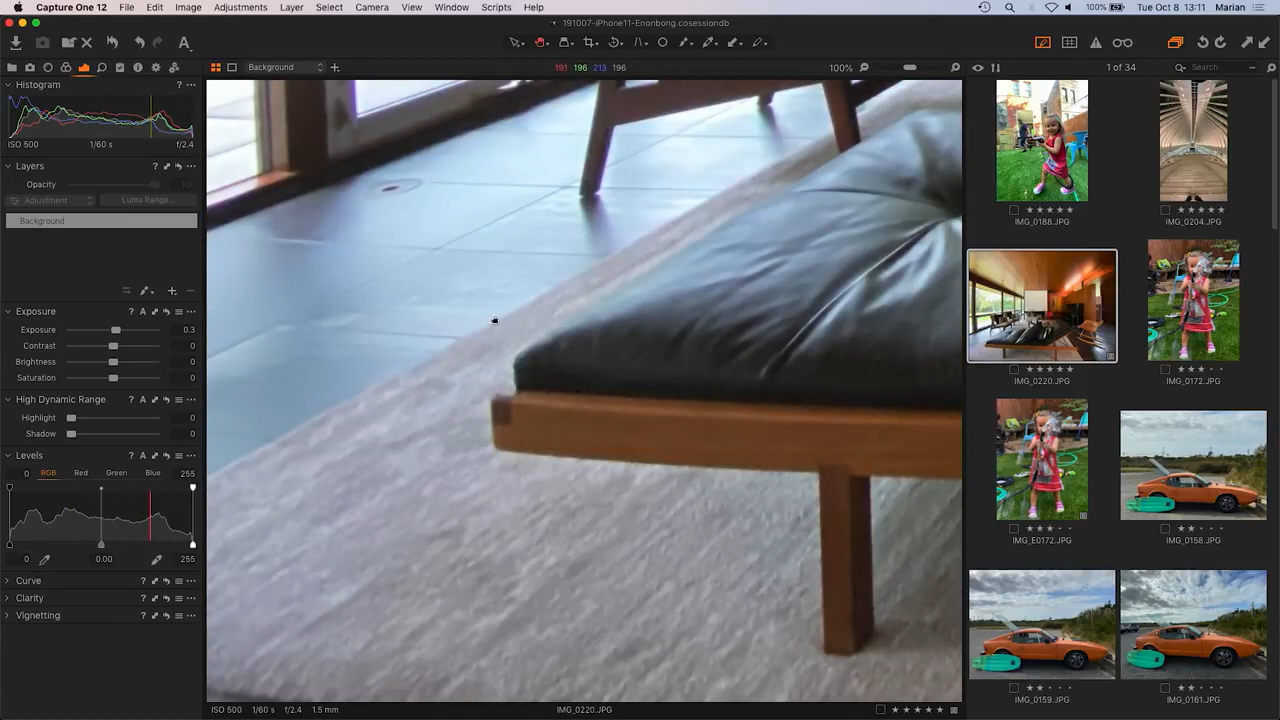 Capture One 12 File Edit Image Adjustments Layer Select Camera View Window Scripts Help 100% Tue Oct 8 13:11 Marian
191007-iPhone11-Enonbong.cosessiondb
Background 191 196 213 196 100% 1 of 34 Search
Histogram ?
ISO 500 1/60 s f/2.4
Layers ?
Opacity
Adjustment Luma Range...
Background
Exposure A ?
Exposure 0.3
Contrast 0
Brightness 0
Saturation 0
High Dynamic Range ? A
Highlight 0
Shadow 0
Levels ? A
0 RGB Red Green Blue 255
0 0.00 255
Curve ?
Clarity ?
Vignetting ?
ISO 500 1/60 s f/2.4 1.5 mm IMG_0220.JPG
IMG_0188.JPG IMG_0204.JPG
IMG_0220.JPG IMG_0172.JPG
IMG_E0172.JPG IMG_0158.JPG
IMG_0159.JPG IMG_0161.JPG